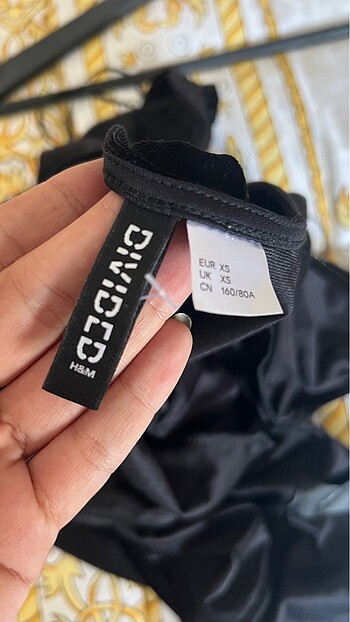 DIVIDED
H&M
EUR XS
UK XS
CN 160/80A